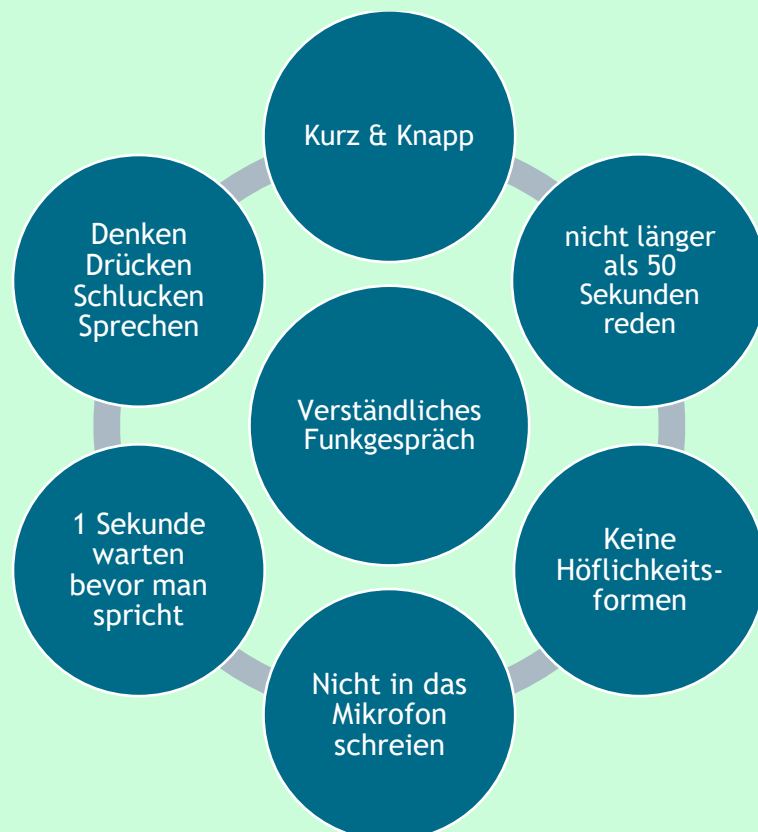 Kurz & Knapp
nicht länger
als 50
Sekunden
reden
Keine
Höflichkeits-
formen
Nicht in das
Mikrofon
schreien
1 Sekunde
warten
bevor man
spricht
Denken
Drücken
Schlucken
Sprechen
Verständliches
Funkgespräch